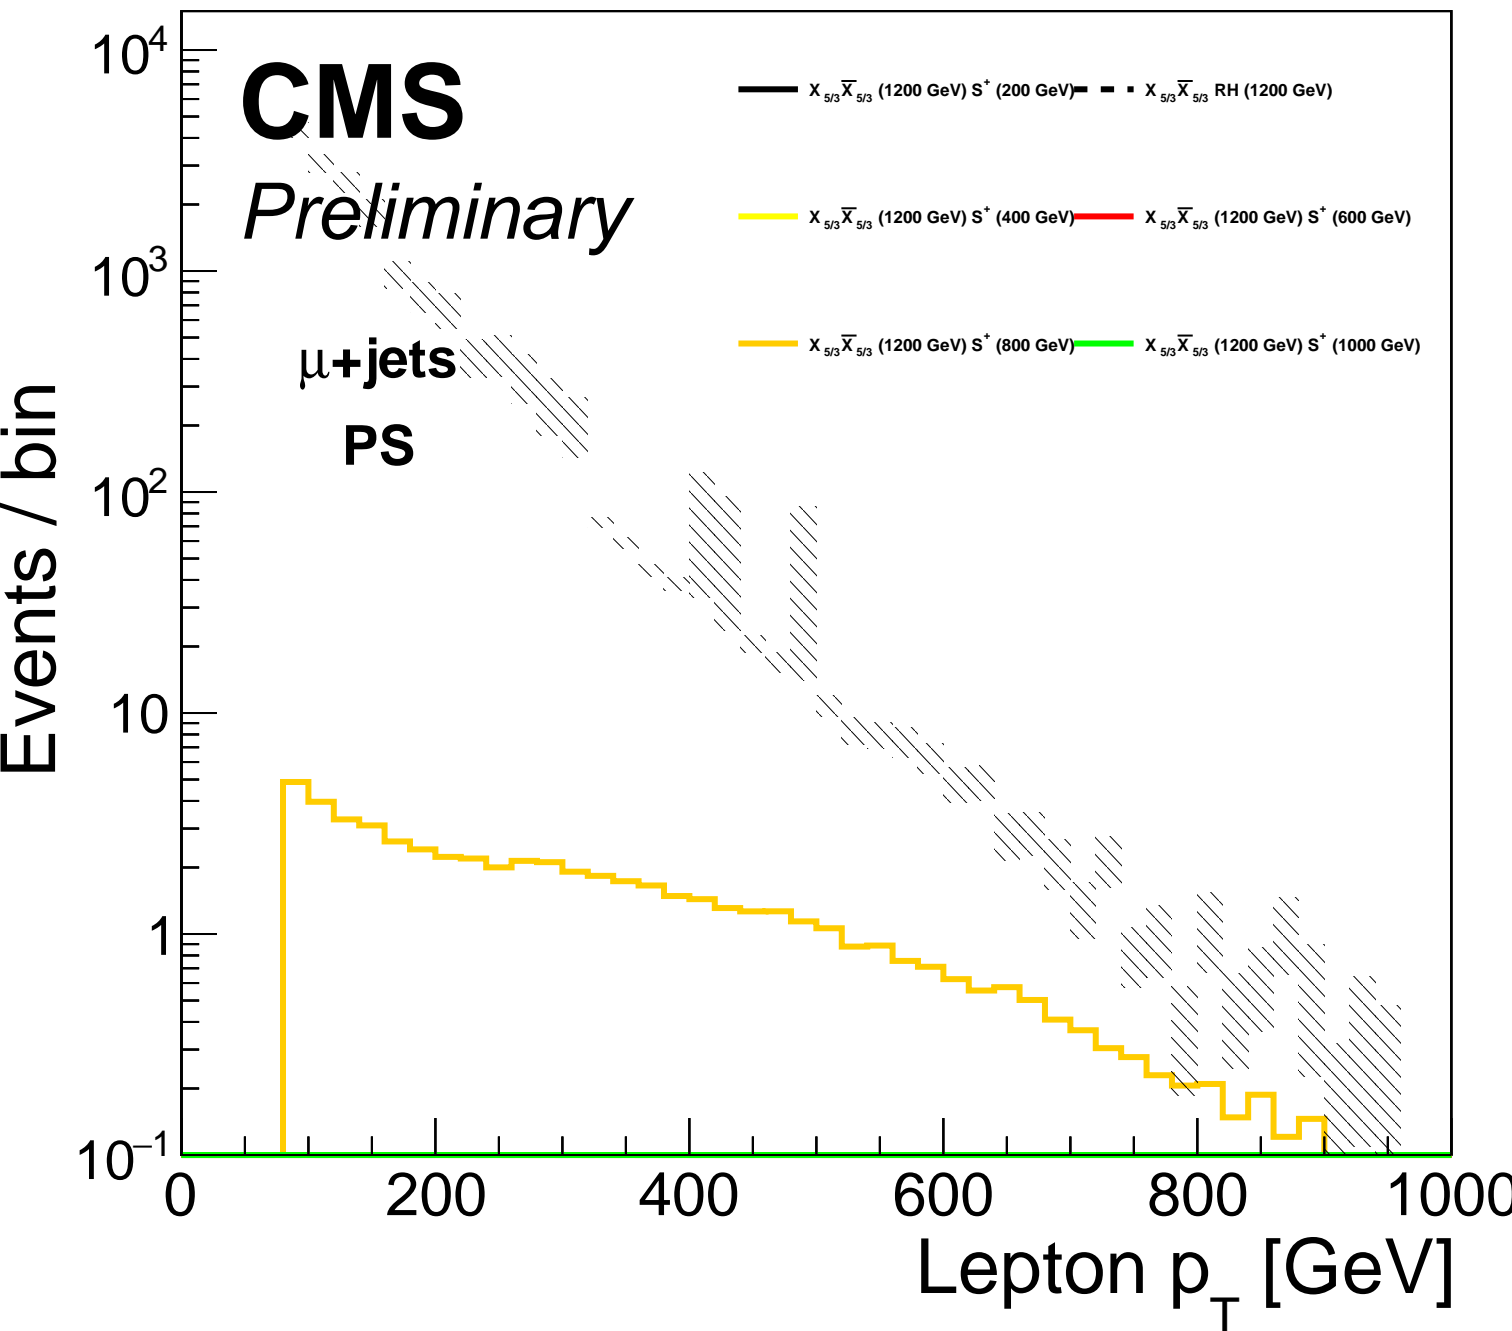 CMS
Preliminary
μ+jets
PS
X 5/3 X̅ 5/3 (1200 GeV) S⁺ (200 GeV)
X 5/3 X̅ 5/3 RH (1200 GeV)
X 5/3 X̅ 5/3 (1200 GeV) S⁺ (400 GeV)
X 5/3 X̅ 5/3 (1200 GeV) S⁺ (600 GeV)
X 5/3 X̅ 5/3 (1200 GeV) S⁺ (800 GeV)
X 5/3 X̅ 5/3 (1200 GeV) S⁺ (1000 GeV)
Events / bin
10⁴
10³
10²
10
1
10⁻¹
0 200 400 600 800 1000
Lepton p_T [GeV]